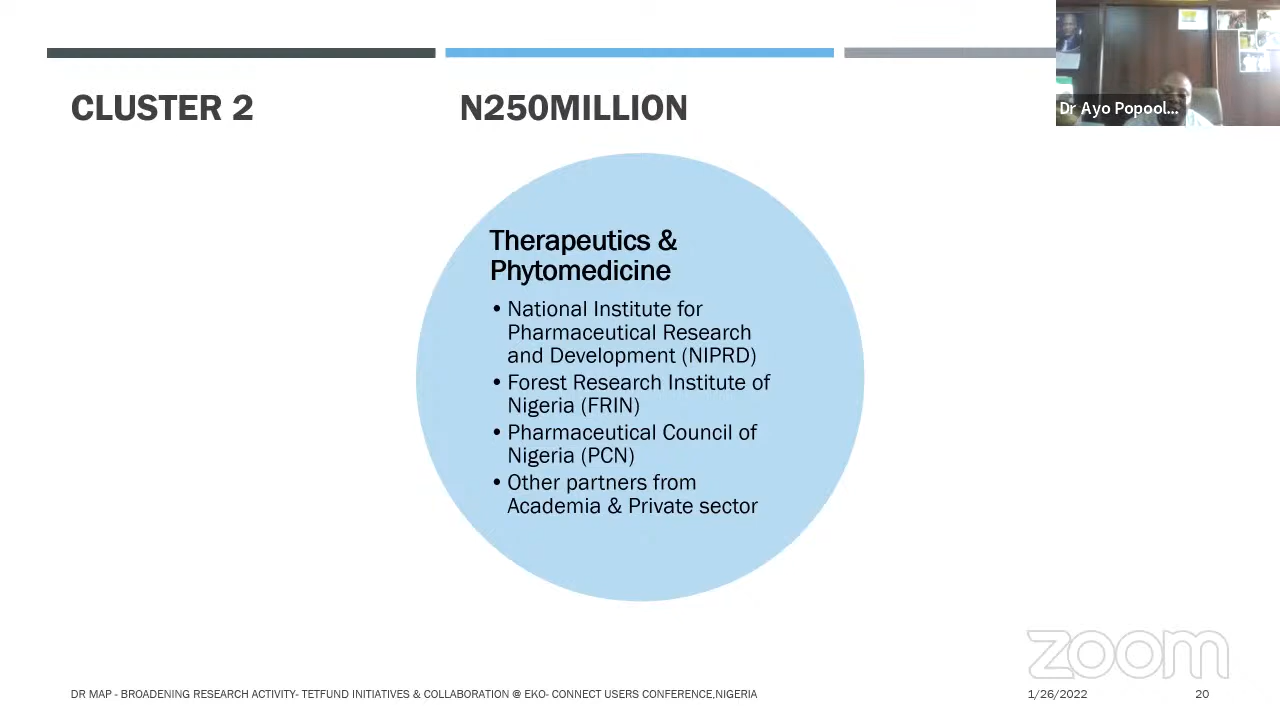 CLUSTER 2 N250MILLION
Dr Ayo Popool...
Therapeutics &
Phytomedicine
• National Institute for
Pharmaceutical Research
and Development (NIPRD)
• Forest Research Institute of
Nigeria (FRIN)
• Pharmaceutical Council of
Nigeria (PCN)
• Other partners from
Academia & Private sector
zoom
DR MAP - BROADENING RESEARCH ACTIVITY- TETFUND INITIATIVES & COLLABORATION @ EKO- CONNECT USERS CONFERENCE,NIGERIA 1/26/2022 20